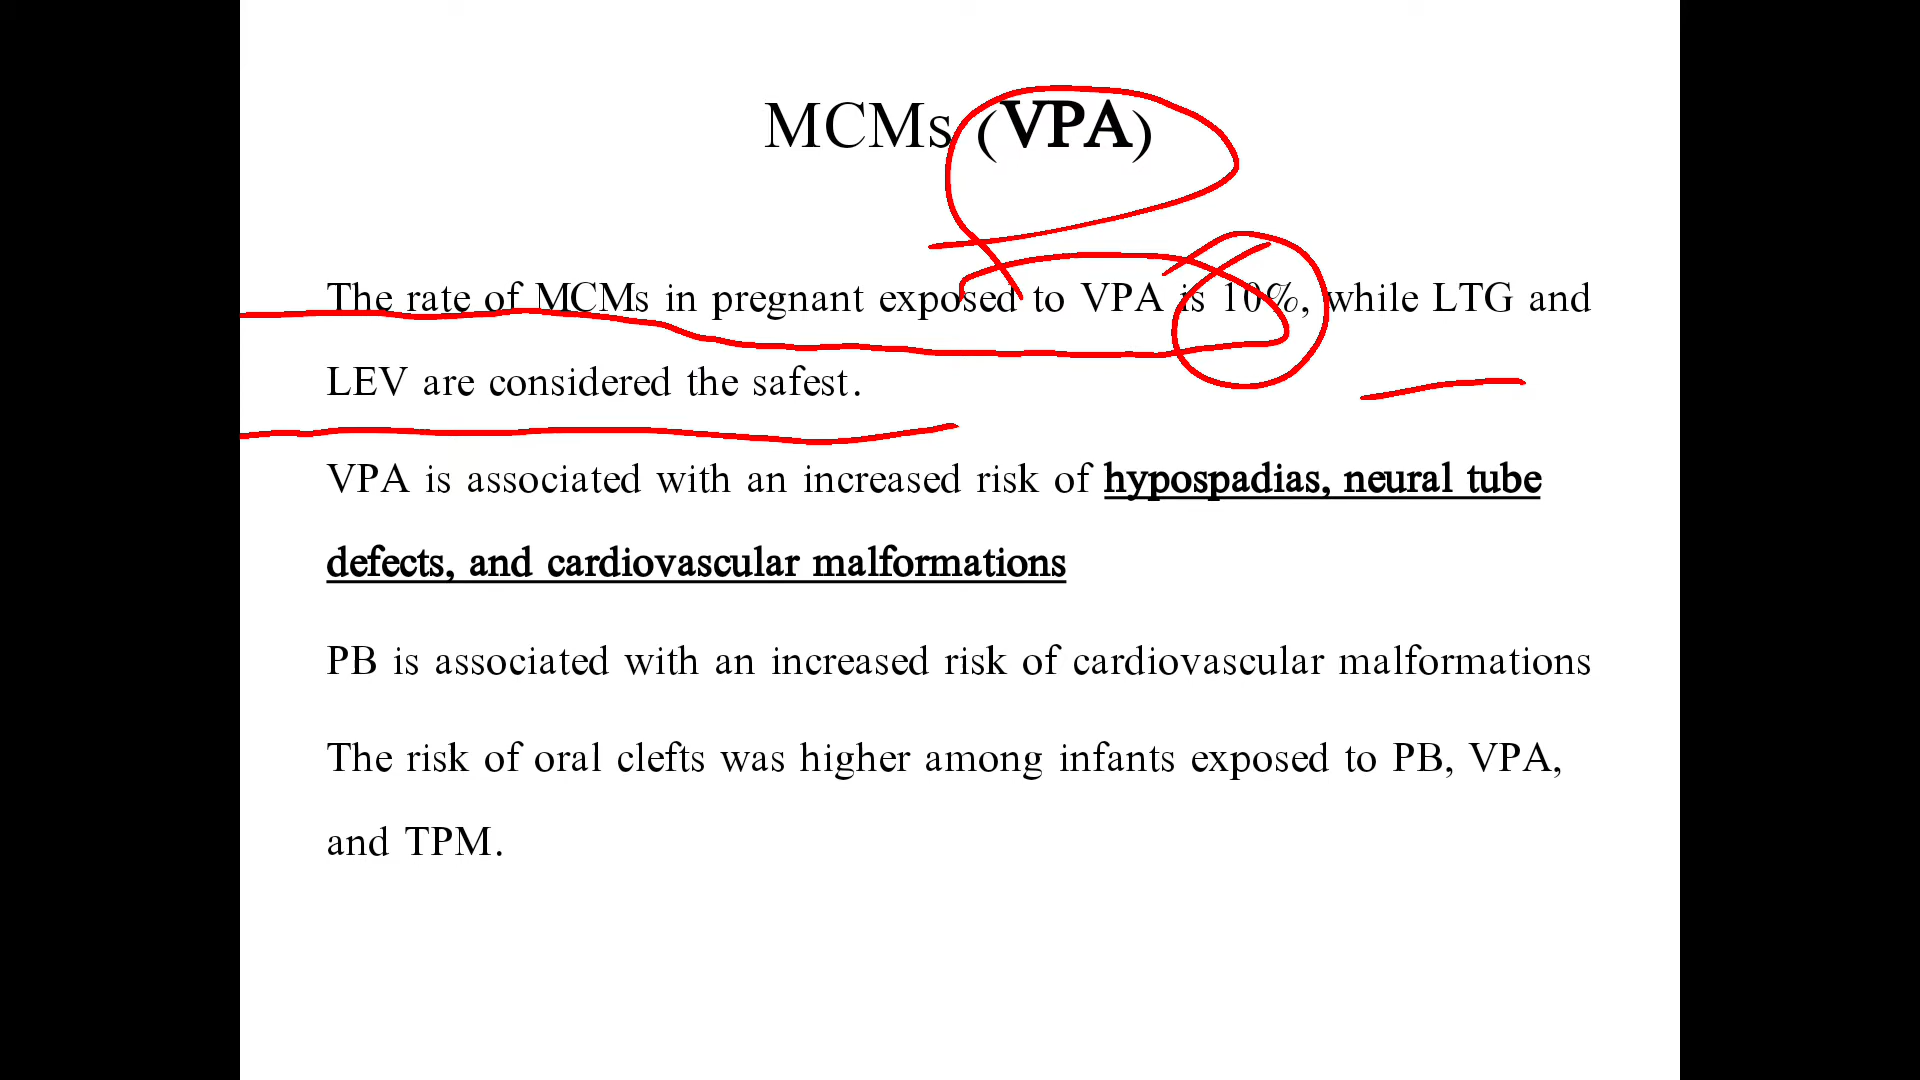 MCMs (VPA)
The rate of MCMs in pregnant exposed to VPA is 10%, while LTG and
LEV are considered the safest.
VPA is associated with an increased risk of hypospadias, neural tube
defects, and cardiovascular malformations
PB is associated with an increased risk of cardiovascular malformations
The risk of oral clefts was higher among infants exposed to PB, VPA,
and TPM.